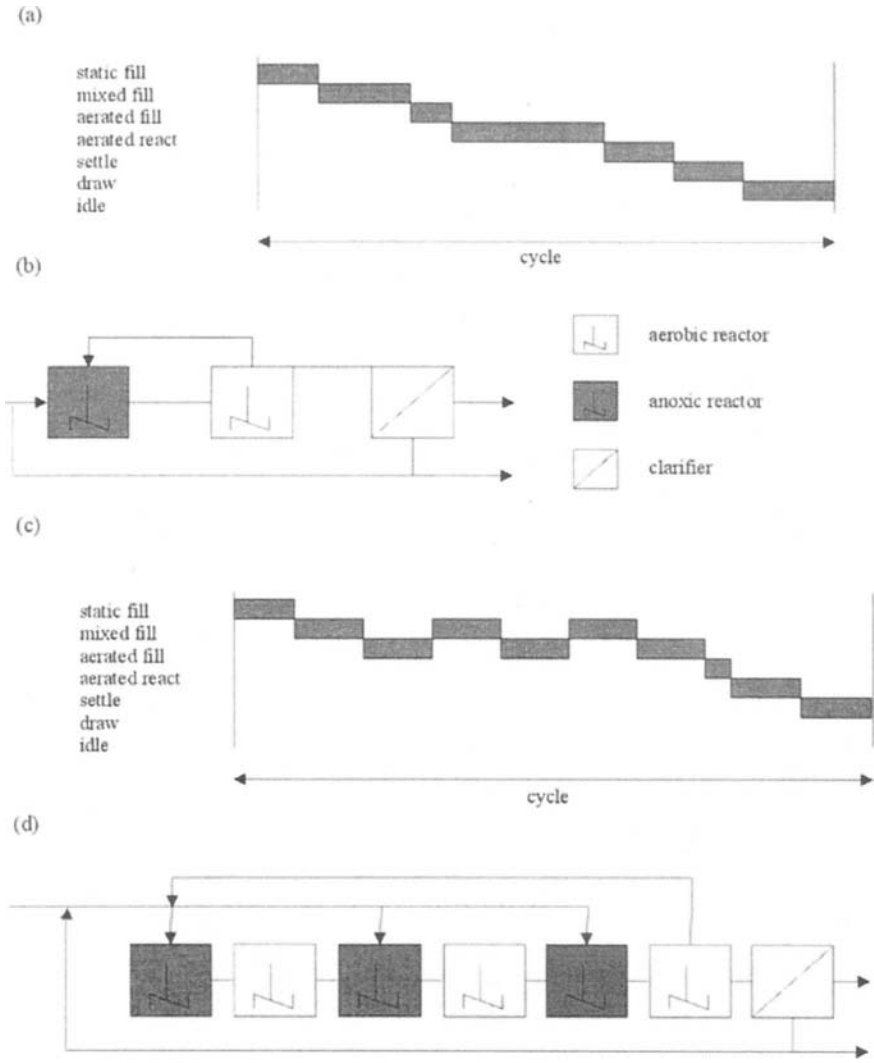 (a)
static fill
mixed fill
aerated fill
aerated react
settle
draw
idle
cycle
(b)
aerobic reactor
anoxic reactor
clarifier
(c)
static fill
mixed fill
aerated fill
aerated react
settle
draw
idle
cycle
(d)